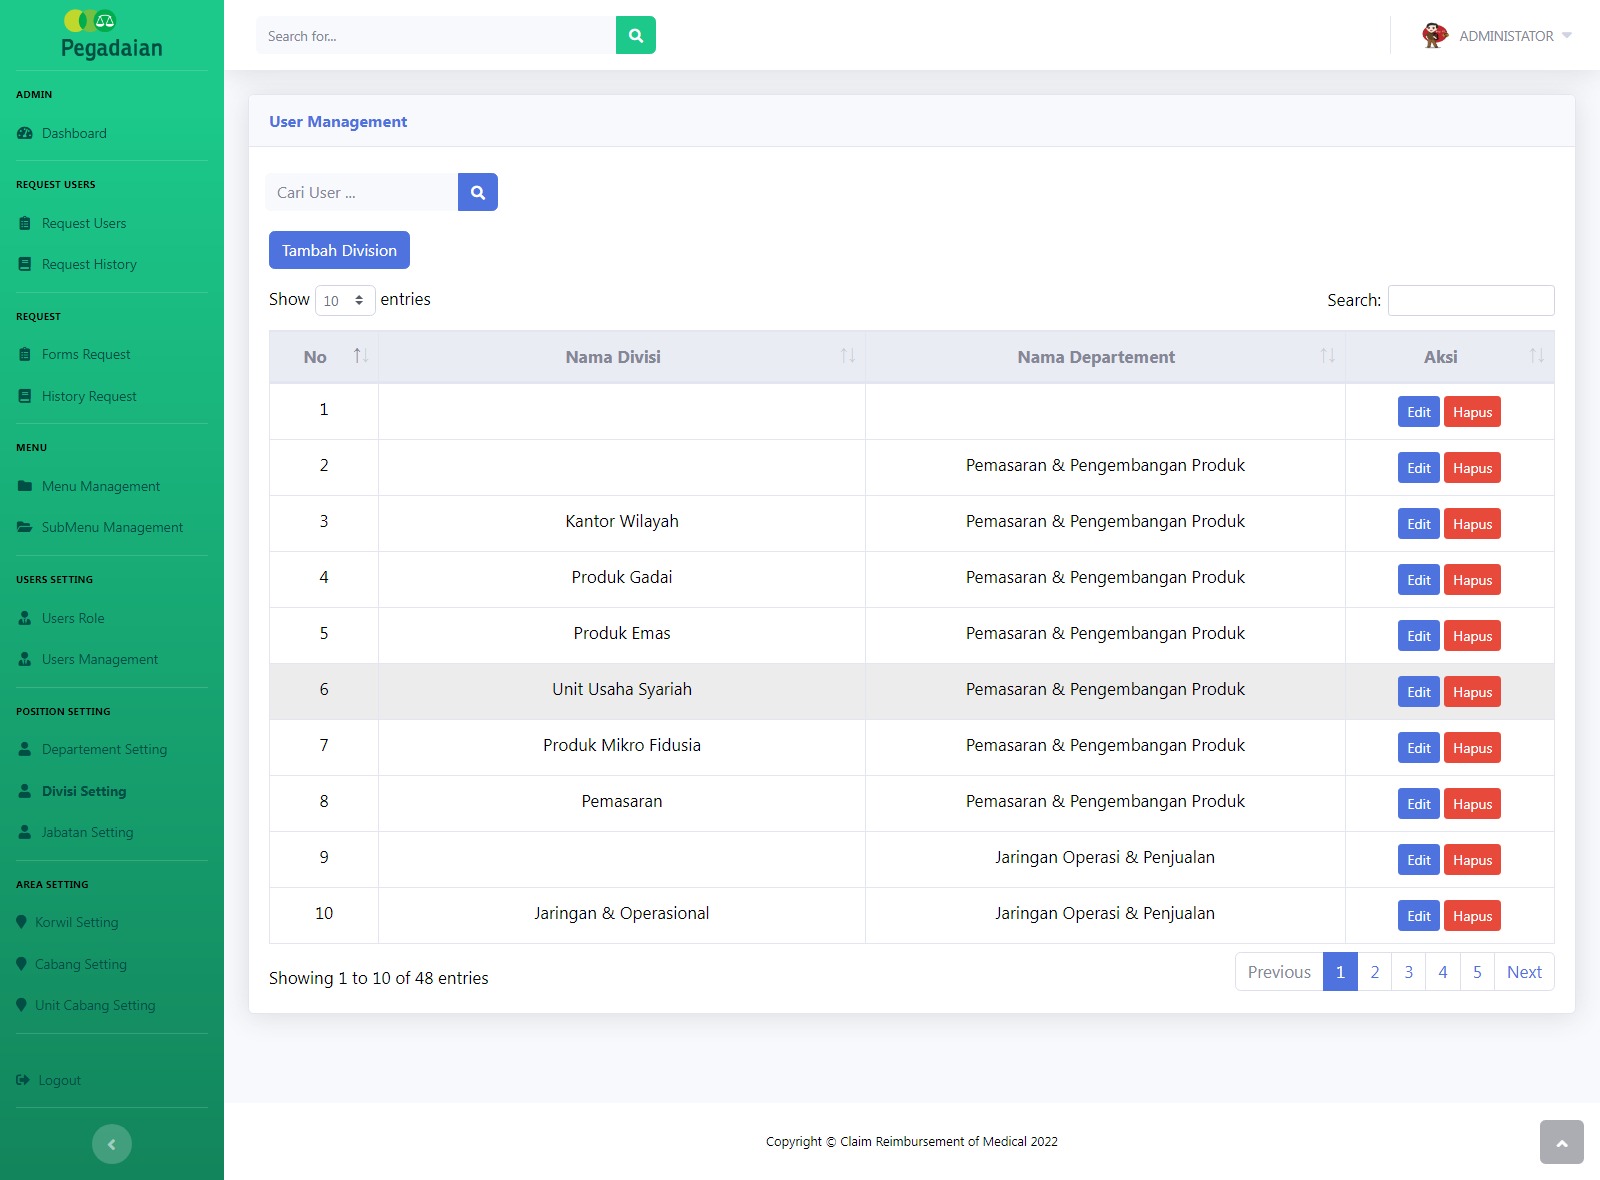 Pegadaian
ADMIN
Dashboard
REQUEST USERS
Request Users
Request History
REQUEST
Forms Request
History Request
MENU
Menu Management
SubMenu Management
USERS SETTING
Users Role
Users Management
POSITION SETTING
Departement Setting
Divisi Setting
Jabatan Setting
AREA SETTING
Korwil Setting
Cabang Setting
Unit Cabang Setting
Logout
Search for...
ADMINISTATOR
User Management
Cari User ...
Tambah Division
Show 10 entries
Search:
No Nama Divisi Nama Departement Aksi
1 Edit Hapus
2 Pemasaran & Pengembangan Produk Edit Hapus
3 Kantor Wilayah Pemasaran & Pengembangan Produk Edit Hapus
4 Produk Gadai Pemasaran & Pengembangan Produk Edit Hapus
5 Produk Emas Pemasaran & Pengembangan Produk Edit Hapus
6 Unit Usaha Syariah Pemasaran & Pengembangan Produk Edit Hapus
7 Produk Mikro Fidusia Pemasaran & Pengembangan Produk Edit Hapus
8 Pemasaran Pemasaran & Pengembangan Produk Edit Hapus
9 Jaringan Operasi & Penjualan Edit Hapus
10 Jaringan & Operasional Jaringan Operasi & Penjualan Edit Hapus
Showing 1 to 10 of 48 entries
Previous 1 2 3 4 5 Next
Copyright © Claim Reimbursement of Medical 2022